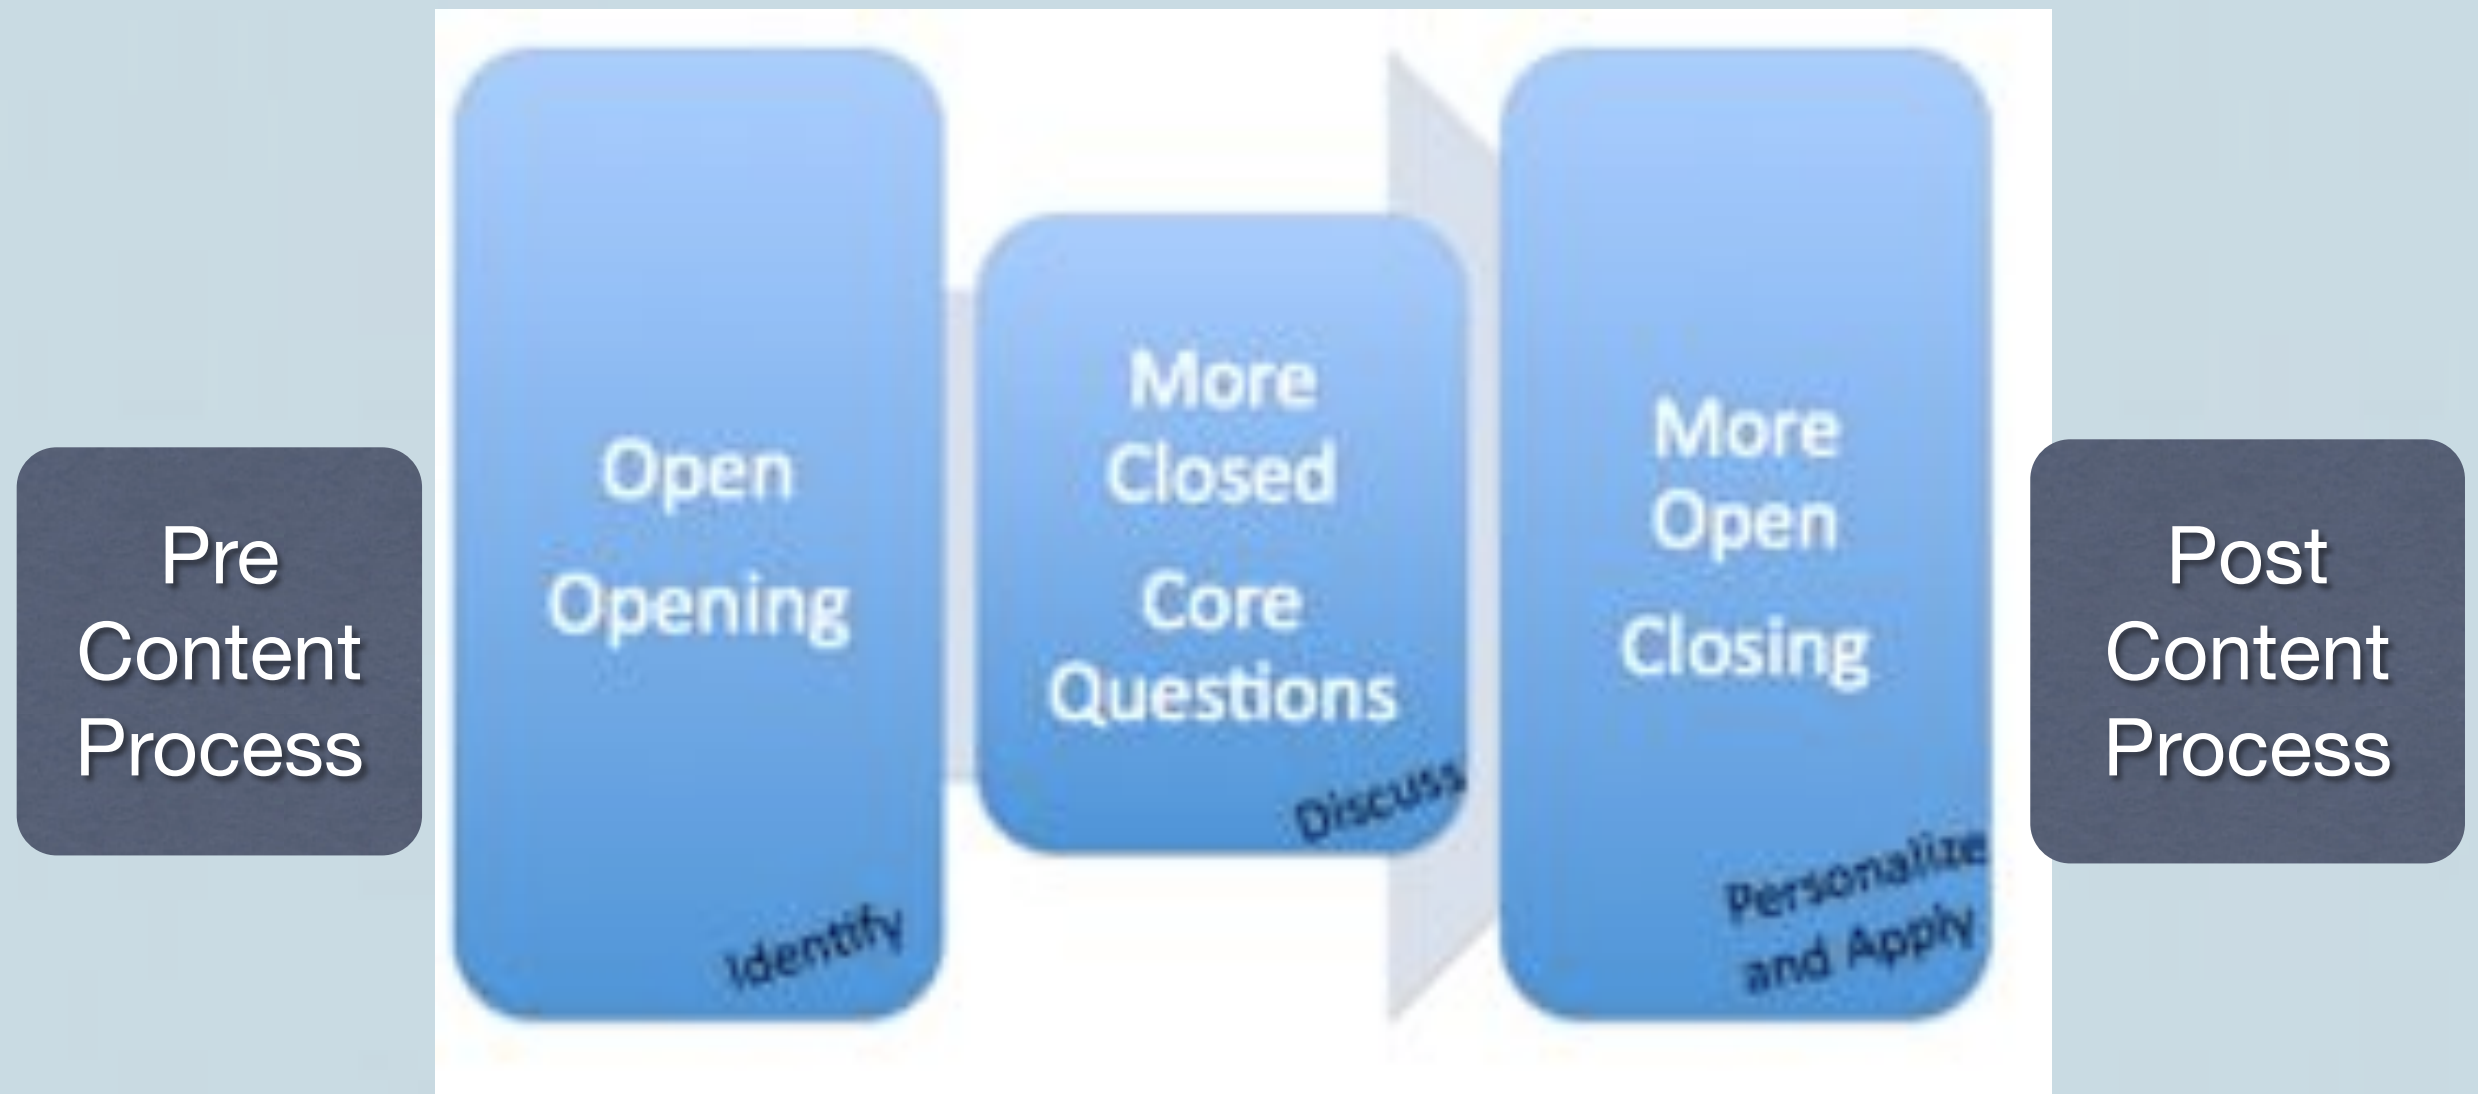 Pre
Content
Process
Open
Opening
Identify
More
Closed
Core
Questions
Discuss
More
Open
Closing
Personalize
and Apply
Post
Content
Process